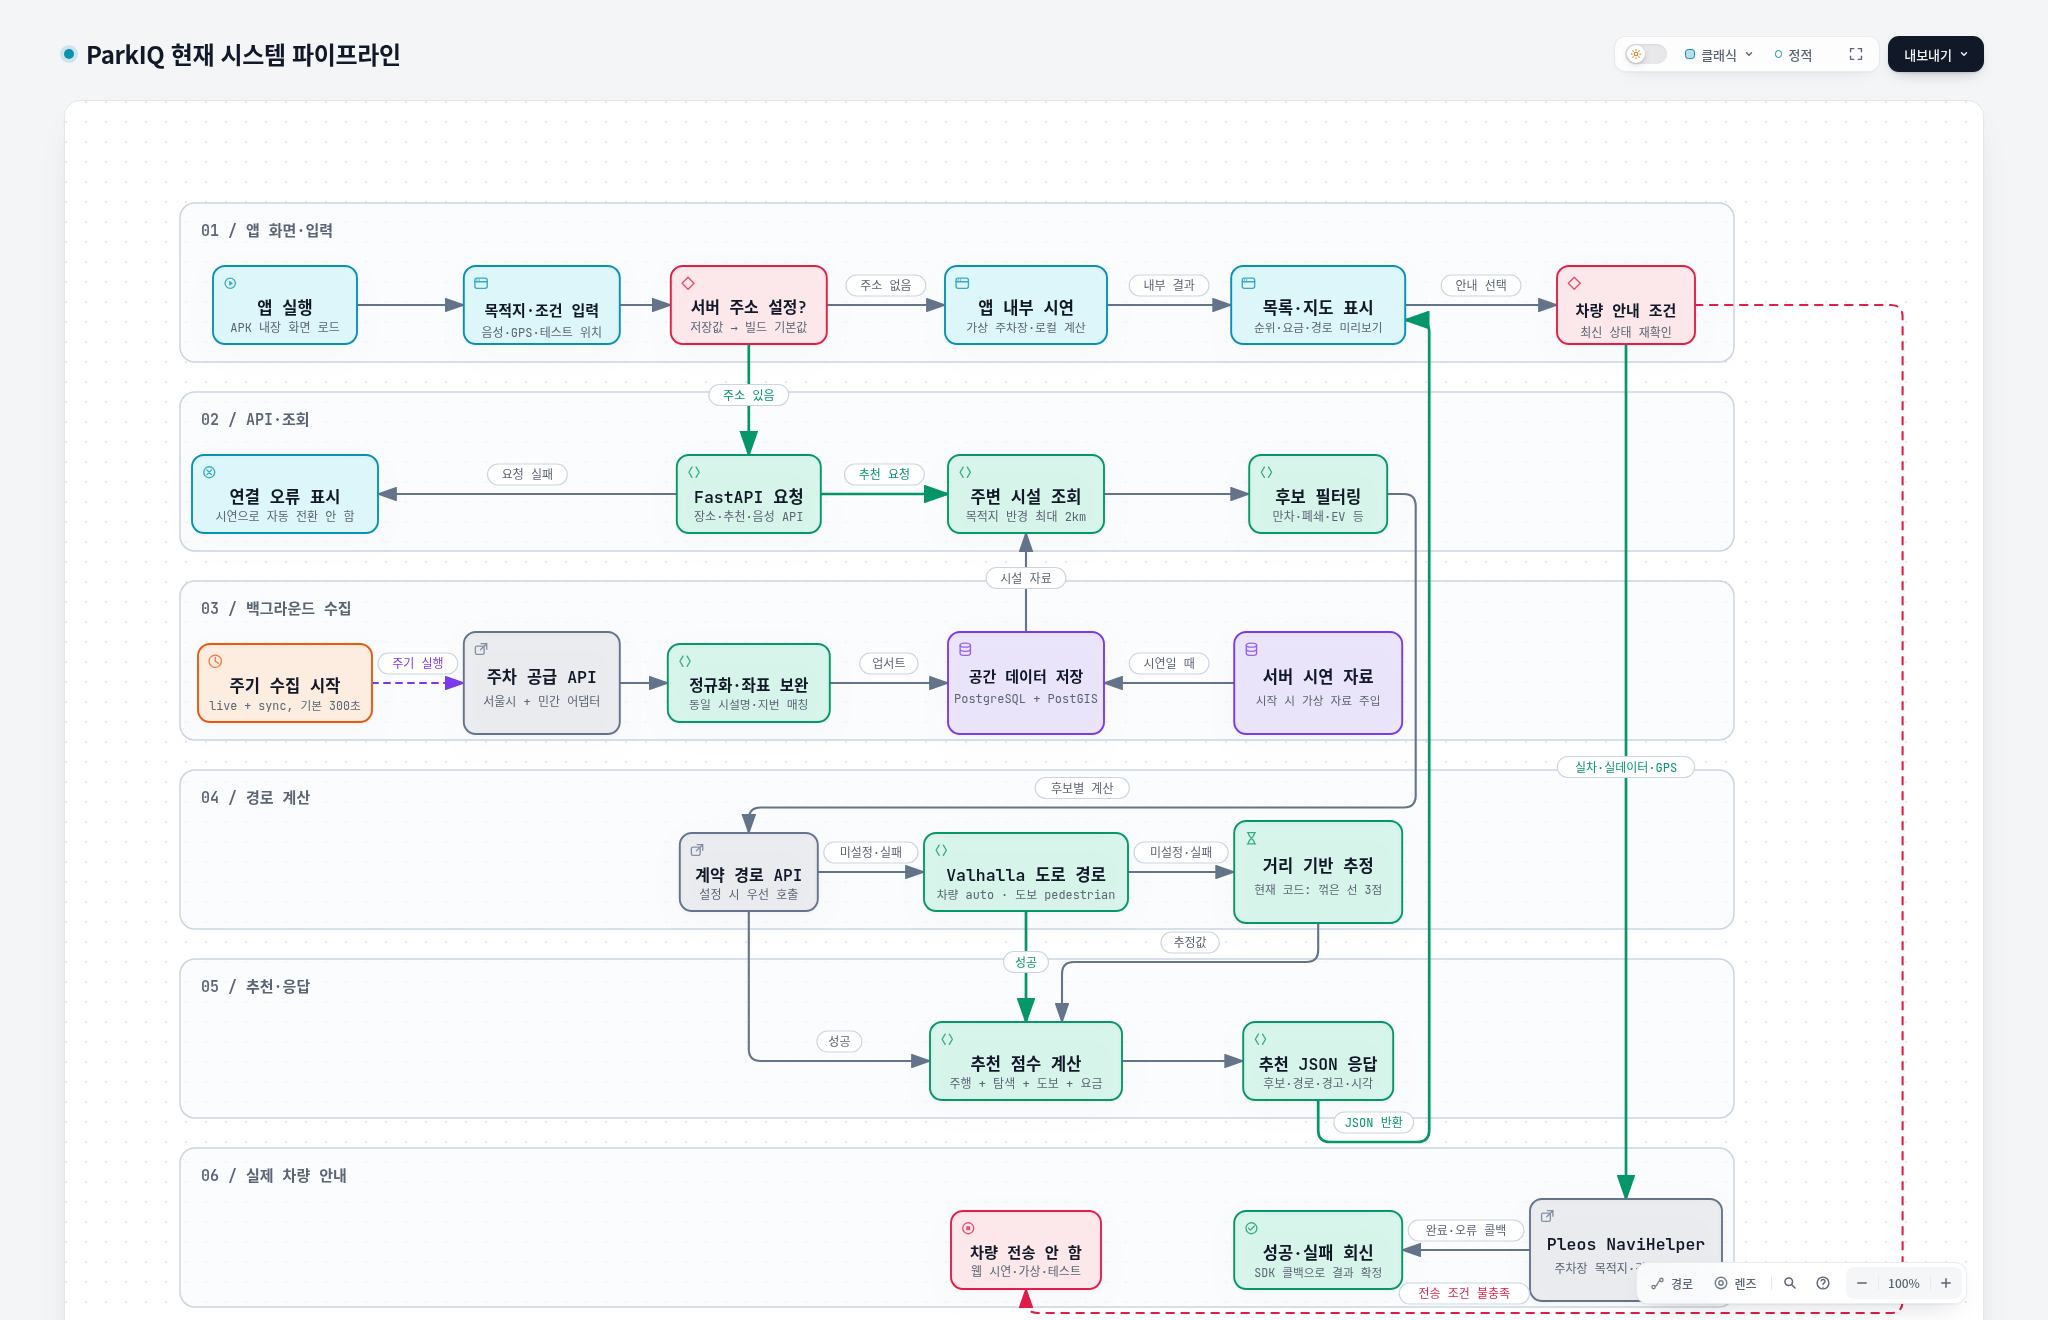 ParkIQ 현재 시스템 파이프라인
클래식
정적
내보내기
01 / 앱 화면·입력
앱 실행
APK 내장 화면 로드
목적지·조건 입력
음성·GPS·테스트 위치
서버 주소 설정?
저장값 → 빌드 기본값
주소 없음
앱 내부 시연
가상 주차장·로컬 계산
내부 결과
목록·지도 표시
순위·요금·경로 미리보기
안내 선택
차량 안내 조건
최신 상태 재확인
주소 있음
02 / API·조회
연결 오류 표시
시연으로 자동 전환 안 함
요청 실패
FastAPI 요청
장소·추천·음성 API
추천 요청
주변 시설 조회
목적지 반경 최대 2km
후보 필터링
만차·폐쇄·EV 등
시설 자료
03 / 백그라운드 수집
주기 수집 시작
live + sync, 기본 300초
주기 실행
주차 공급 API
서울시 + 민간 어댑터
정규화·좌표 보완
동일 시설명·지번 매칭
업서트
공간 데이터 저장
PostgreSQL + PostGIS
시연일 때
서버 시연 자료
시작 시 가상 자료 주입
실차·실데이터·GPS
04 / 경로 계산
후보별 계산
계약 경로 API
설정 시 우선 호출
미설정·실패
Valhalla 도로 경로
차량 auto · 도보 pedestrian
미설정·실패
거리 기반 추정
현재 코드: 꺾은 선 3점
추정값
성공
05 / 추천·응답
성공
추천 점수 계산
주행 + 탐색 + 도보 + 요금
추천 JSON 응답
후보·경로·경고·시각
JSON 반환
06 / 실제 차량 안내
차량 전송 안 함
웹 시연·가상·테스트
성공·실패 회신
SDK 콜백으로 결과 확정
완료·오류 콜백
전송 조건 불충족
Pleos NaviHelper
주차장 목적지·
경로
렌즈
100%